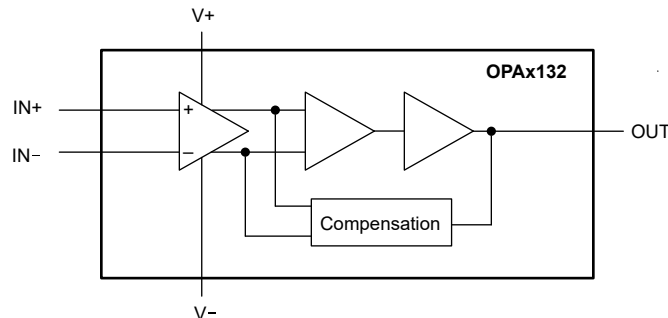 V+
OPAx132
IN+
+
OUT
IN−
−
Compensation
V−